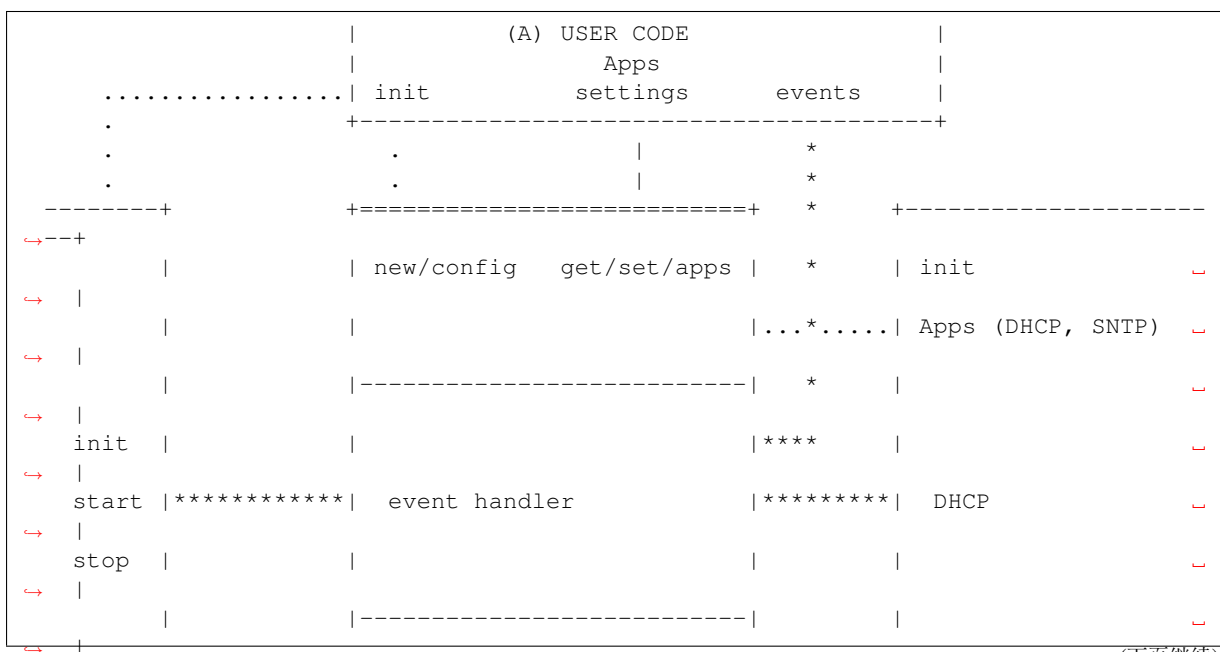 |          (A) USER CODE                 |
|                 Apps                   |
.................| init          settings      events     |
.                +----------------------------------------+
.                   .                |           *
.                   .                |           *
--------+            +===========================+   *     +---------------------
↪--+
|            | new/config   get/set/apps |   *     | init                ␣
↪  |
|            |                           |...*.....| Apps (DHCP, SNTP)  ␣
↪  |
|            |---------------------------|   *     |                    ␣
↪  |
init  |            |                           |****     |                    ␣
↪  |
start |************|  event handler            |*********|  DHCP              ␣
↪  |
stop  |            |                           |         |                    ␣
↪  |
|            |---------------------------|         |                    ␣
↪  |